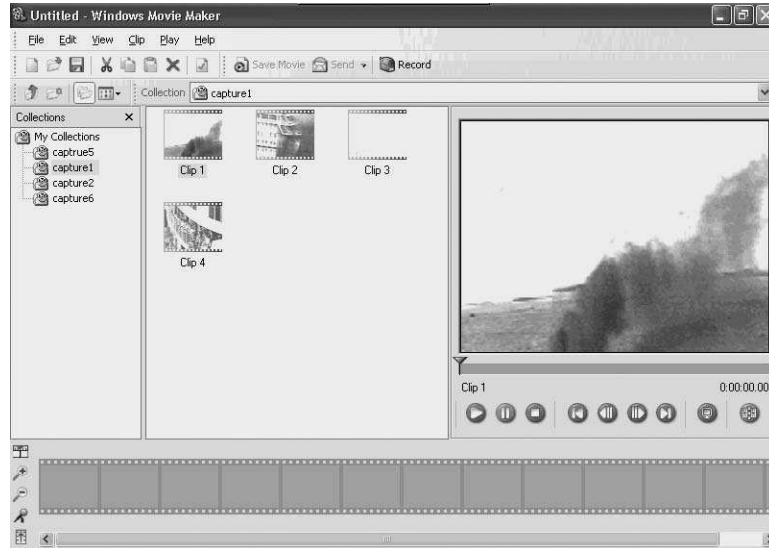 Untitled - Windows Movie Maker
File Edit View Clip Play Help
Save Movie Send Record
Collection capture1
Collections
My Collections
captrue5
capture1
capture2
capture6
Clip 1 Clip 2 Clip 3
Clip 4
Clip 1 0:00:00.00